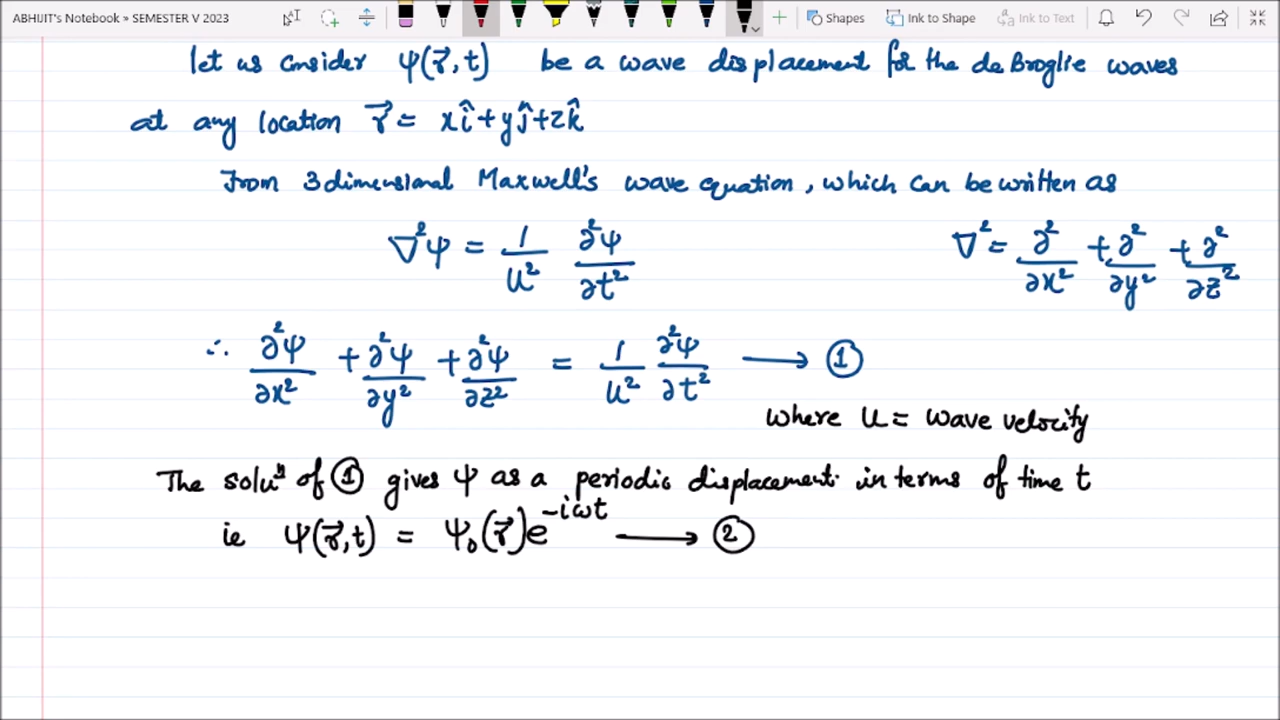 ABHIJIT's Notebook » SEMESTER V 2023
Shapes
Ink to Shape
Ink to Text
let us consider ψ(r⃗,t) be a wave displacement for the de Broglie waves
at any location r⃗ = xî+yĵ+zk̂
From 3 dimensional Maxwell's wave equation, which can be written as
∇²ψ = 1/u² ∂²ψ/∂t² ∇² = ∂²/∂x² + ∂²/∂y² + ∂²/∂z²
∴ ∂²ψ/∂x² + ∂²ψ/∂y² + ∂²ψ/∂z² = 1/u² ∂²ψ/∂t² ⟶ ①
where u = wave velocity
The soluⁿ of ① gives ψ as a periodic displacement in terms of time t
ie ψ(r⃗,t) = ψ₀(r⃗)e^-iωt ⟶ ②